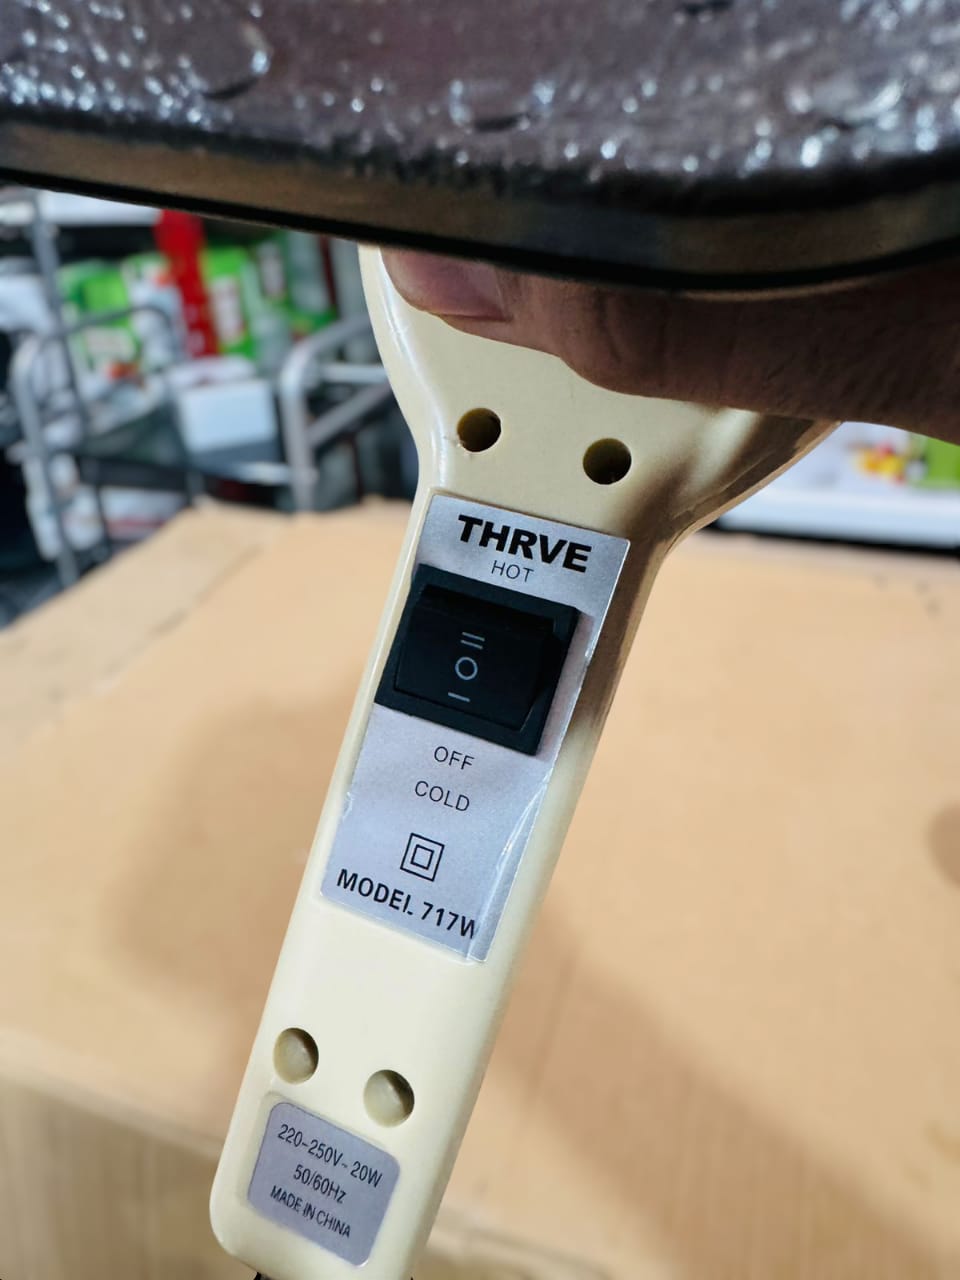 THRVE
HOT
OFF
COLD
MODEL 717W
220-250V~ 20W
50/60Hz
MADE IN CHINA